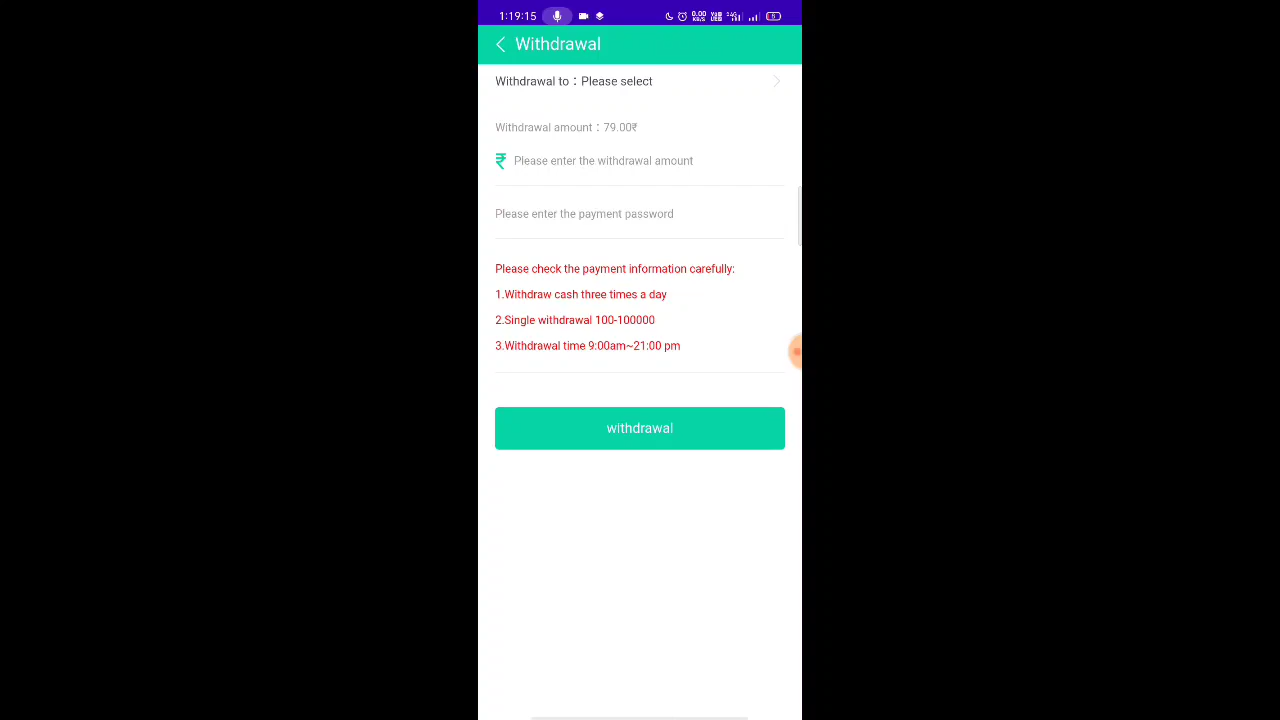 1:19:15
Withdrawal
Withdrawal to：Please select
Withdrawal amount：79.00₹
₹ Please enter the withdrawal amount
Please enter the payment password
Please check the payment information carefully:
1.Withdraw cash three times a day
2.Single withdrawal 100-100000
3.Withdrawal time 9:00am~21:00 pm
withdrawal